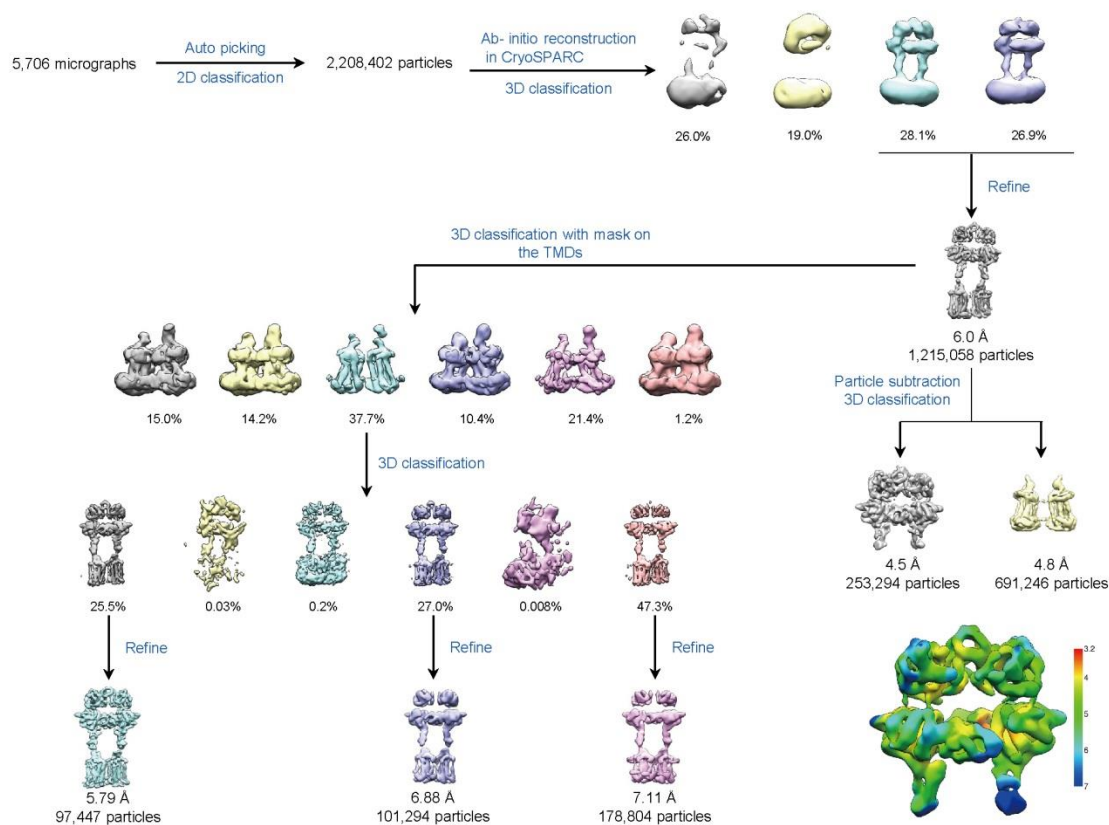 5,706 micrographs
Auto picking
2D classification
2,208,402 particles
Ab- initio reconstruction
in CryoSPARC
3D classification
26.0%
19.0%
28.1%
26.9%
Refine
3D classification with mask on
the TMDs
6.0 Å
1,215,058 particles
15.0%
14.2%
37.7%
10.4%
21.4%
1.2%
Particle subtraction
3D classification
3D classification
4.5 Å
253,294 particles
4.8 Å
691,246 particles
25.5%
0.03%
0.2%
27.0%
0.008%
47.3%
Refine
Refine
Refine
3.2
4
5
6
7
5.79 Å
97,447 particles
6.88 Å
101,294 particles
7.11 Å
178,804 particles